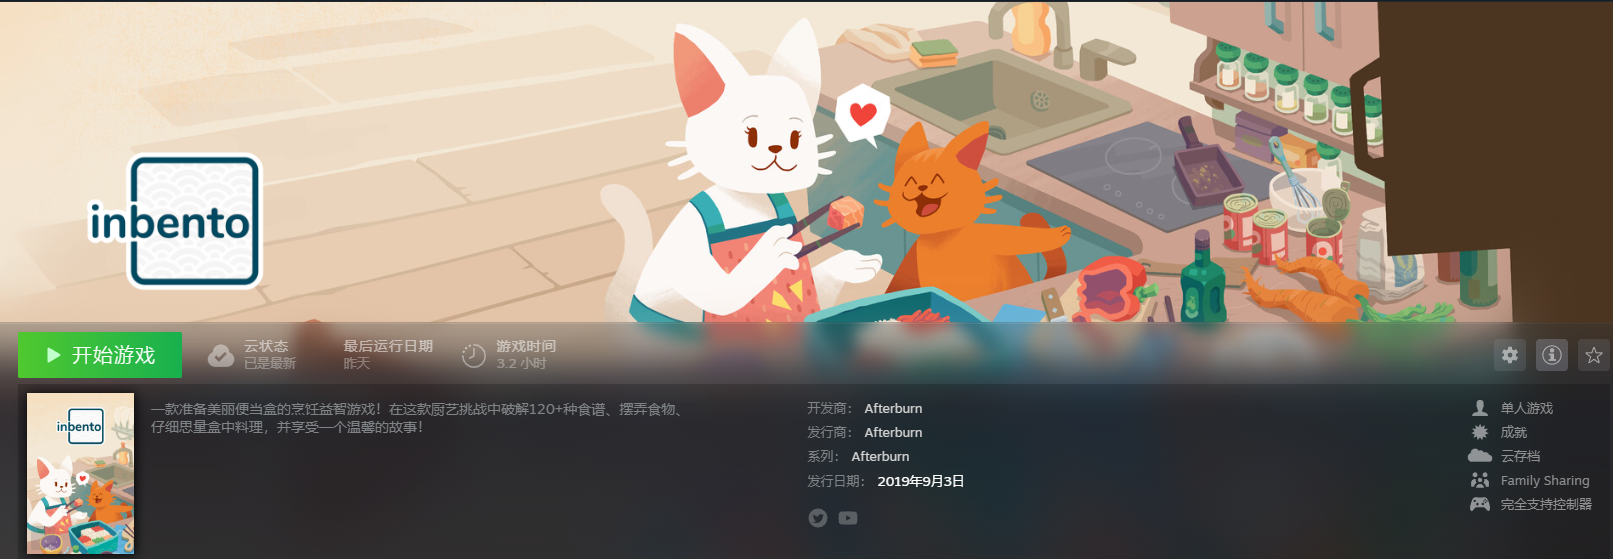 inbento
开始游戏
云状态
已是最新
最后运行日期
昨天
游戏时间
3.2 小时
inbento
一款准备美丽便当盒的烹饪益智游戏！在这款厨艺挑战中破解120+种食谱、摆弄食物、
仔细思量盒中料理，并享受一个温馨的故事！
开发商： Afterburn
发行商： Afterburn
系列： Afterburn
发行日期： 2019年9月3日
单人游戏
成就
云存档
Family Sharing
完全支持控制器